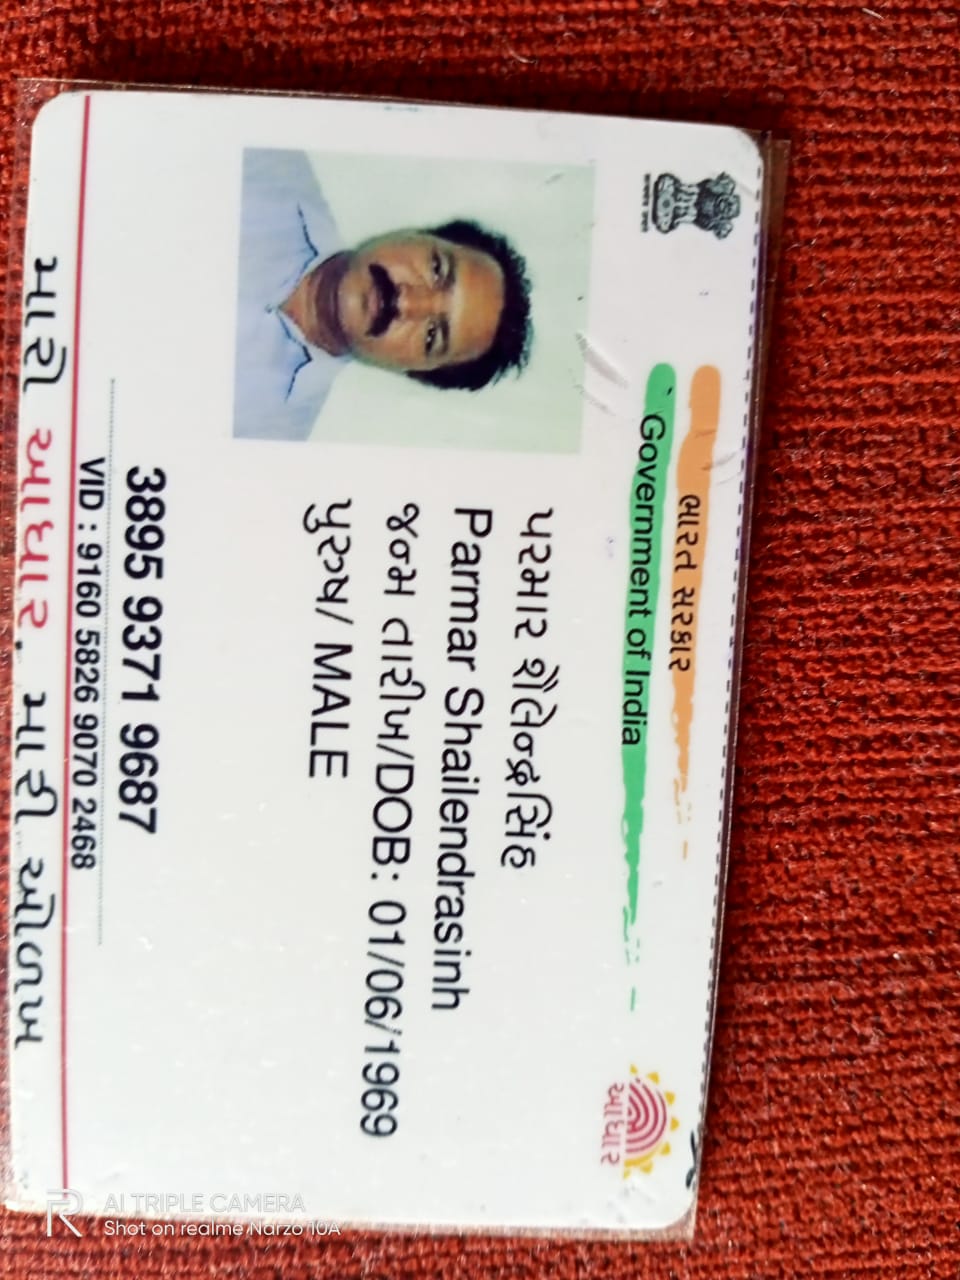 ભારત સરકાર
Government of India
આધાર
પરમાર શૈલેન્દ્રસિંહ
Parmar Shailendrasinh
જન્મ તારીખ/DOB: 01/06/1969
પુરુષ/ MALE
3895 9371 9687
VID : 9160 5826 9070 2468
મારો આધાર, મારી ઓળખ
R AI TRIPLE CAMERA
Shot on realme Narzo 10A